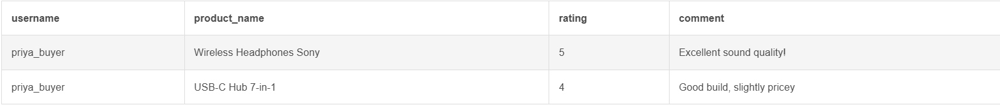 username product_name rating comment
priya_buyer Wireless Headphones Sony 5 Excellent sound quality!
priya_buyer USB-C Hub 7-in-1 4 Good build, slightly pricey